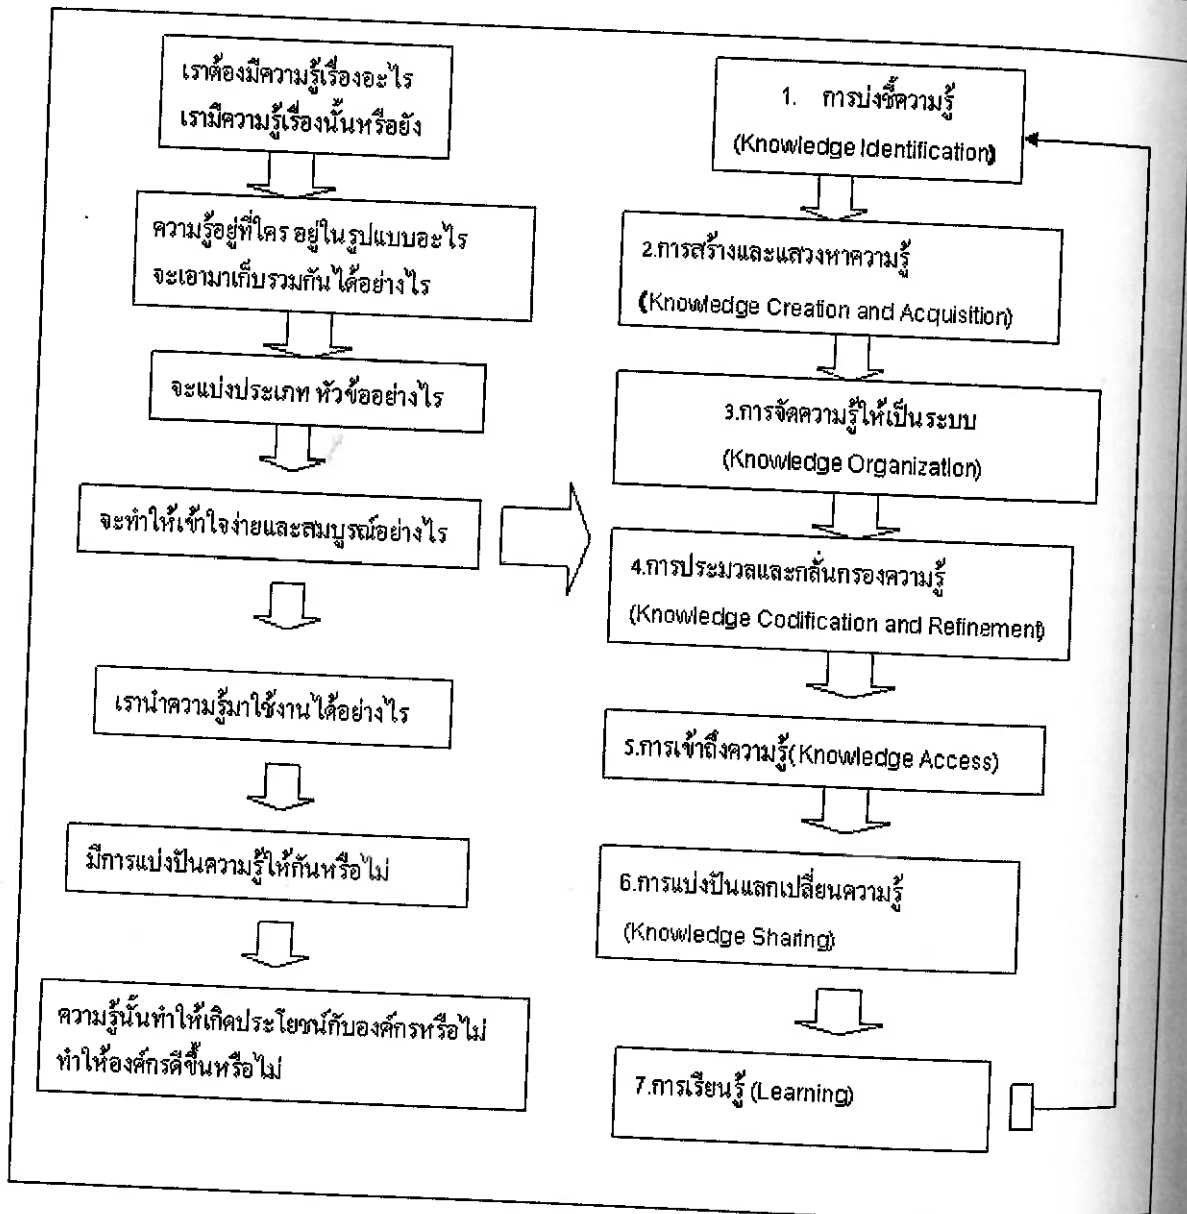 เราต้องมีความรู้เรื่องอะไร
เรามีความรู้เรื่องนั้นหรือยัง
ความรู้อยู่ที่ใคร อยู่ในรูปแบบอะไร
จะเอามาเก็บรวมกันได้อย่างไร
จะแบ่งประเภท หัวข้ออย่างไร
จะทำให้เข้าใจง่ายและสมบูรณ์อย่างไร
เรานำความรู้มาใช้งานได้อย่างไร
มีการแบ่งปันความรู้ให้กันหรือไม่
ความรู้นั้นทำให้เกิดประโยชน์กับองค์กรหรือไม่
ทำให้องค์กรดีขึ้นหรือไม่
1. การบ่งชี้ความรู้
(Knowledge Identification)
2.การสร้างและแสวงหาความรู้
(Knowledge Creation and Acquisition)
3.การจัดความรู้ให้เป็นระบบ
(Knowledge Organization)
4.การประมวลและกลั่นกรองความรู้
(Knowledge Codification and Refinement)
5.การเข้าถึงความรู้(Knowledge Access)
6.การแบ่งปันแลกเปลี่ยนความรู้
(Knowledge Sharing)
7.การเรียนรู้ (Learning)